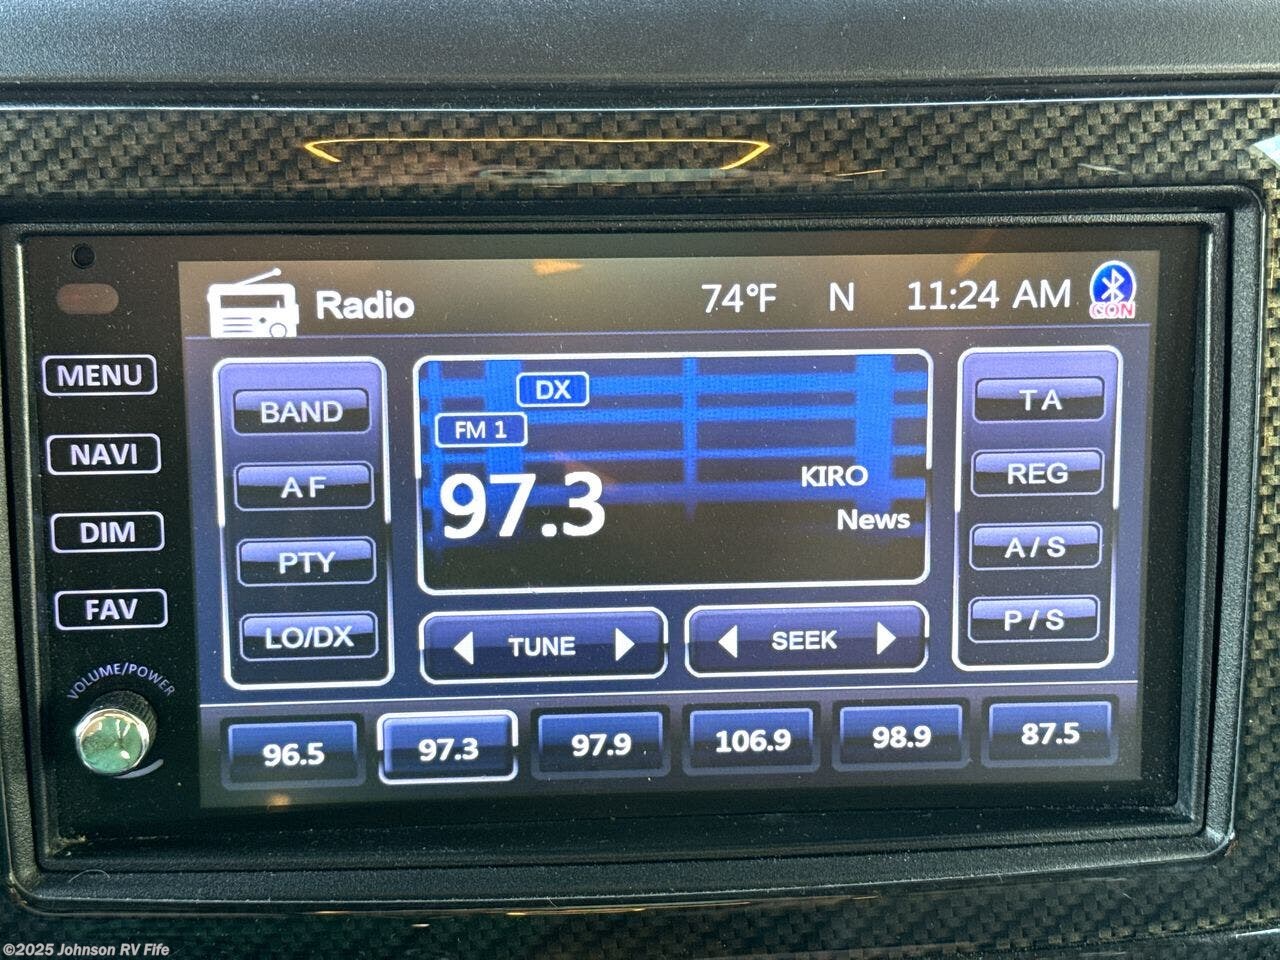 Radio
74°F N 11:24 AM
CON
MENU
NAVI
DIM
FAV
VOLUME/POWER
BAND
AF
PTY
LO/DX
DX
FM 1
97.3
KIRO
News
TUNE
SEEK
TA
REG
A/S
P/S
96.5 97.3 97.9 106.9 98.9 87.5
©2025 Johnson RV Fife